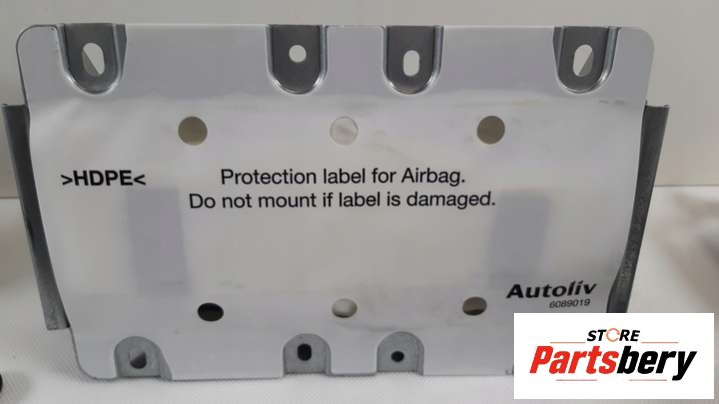 >HDPE<
Protection label for Airbag.
Do not mount if label is damaged.
Autoliv
6089019
STORE
Partsbery